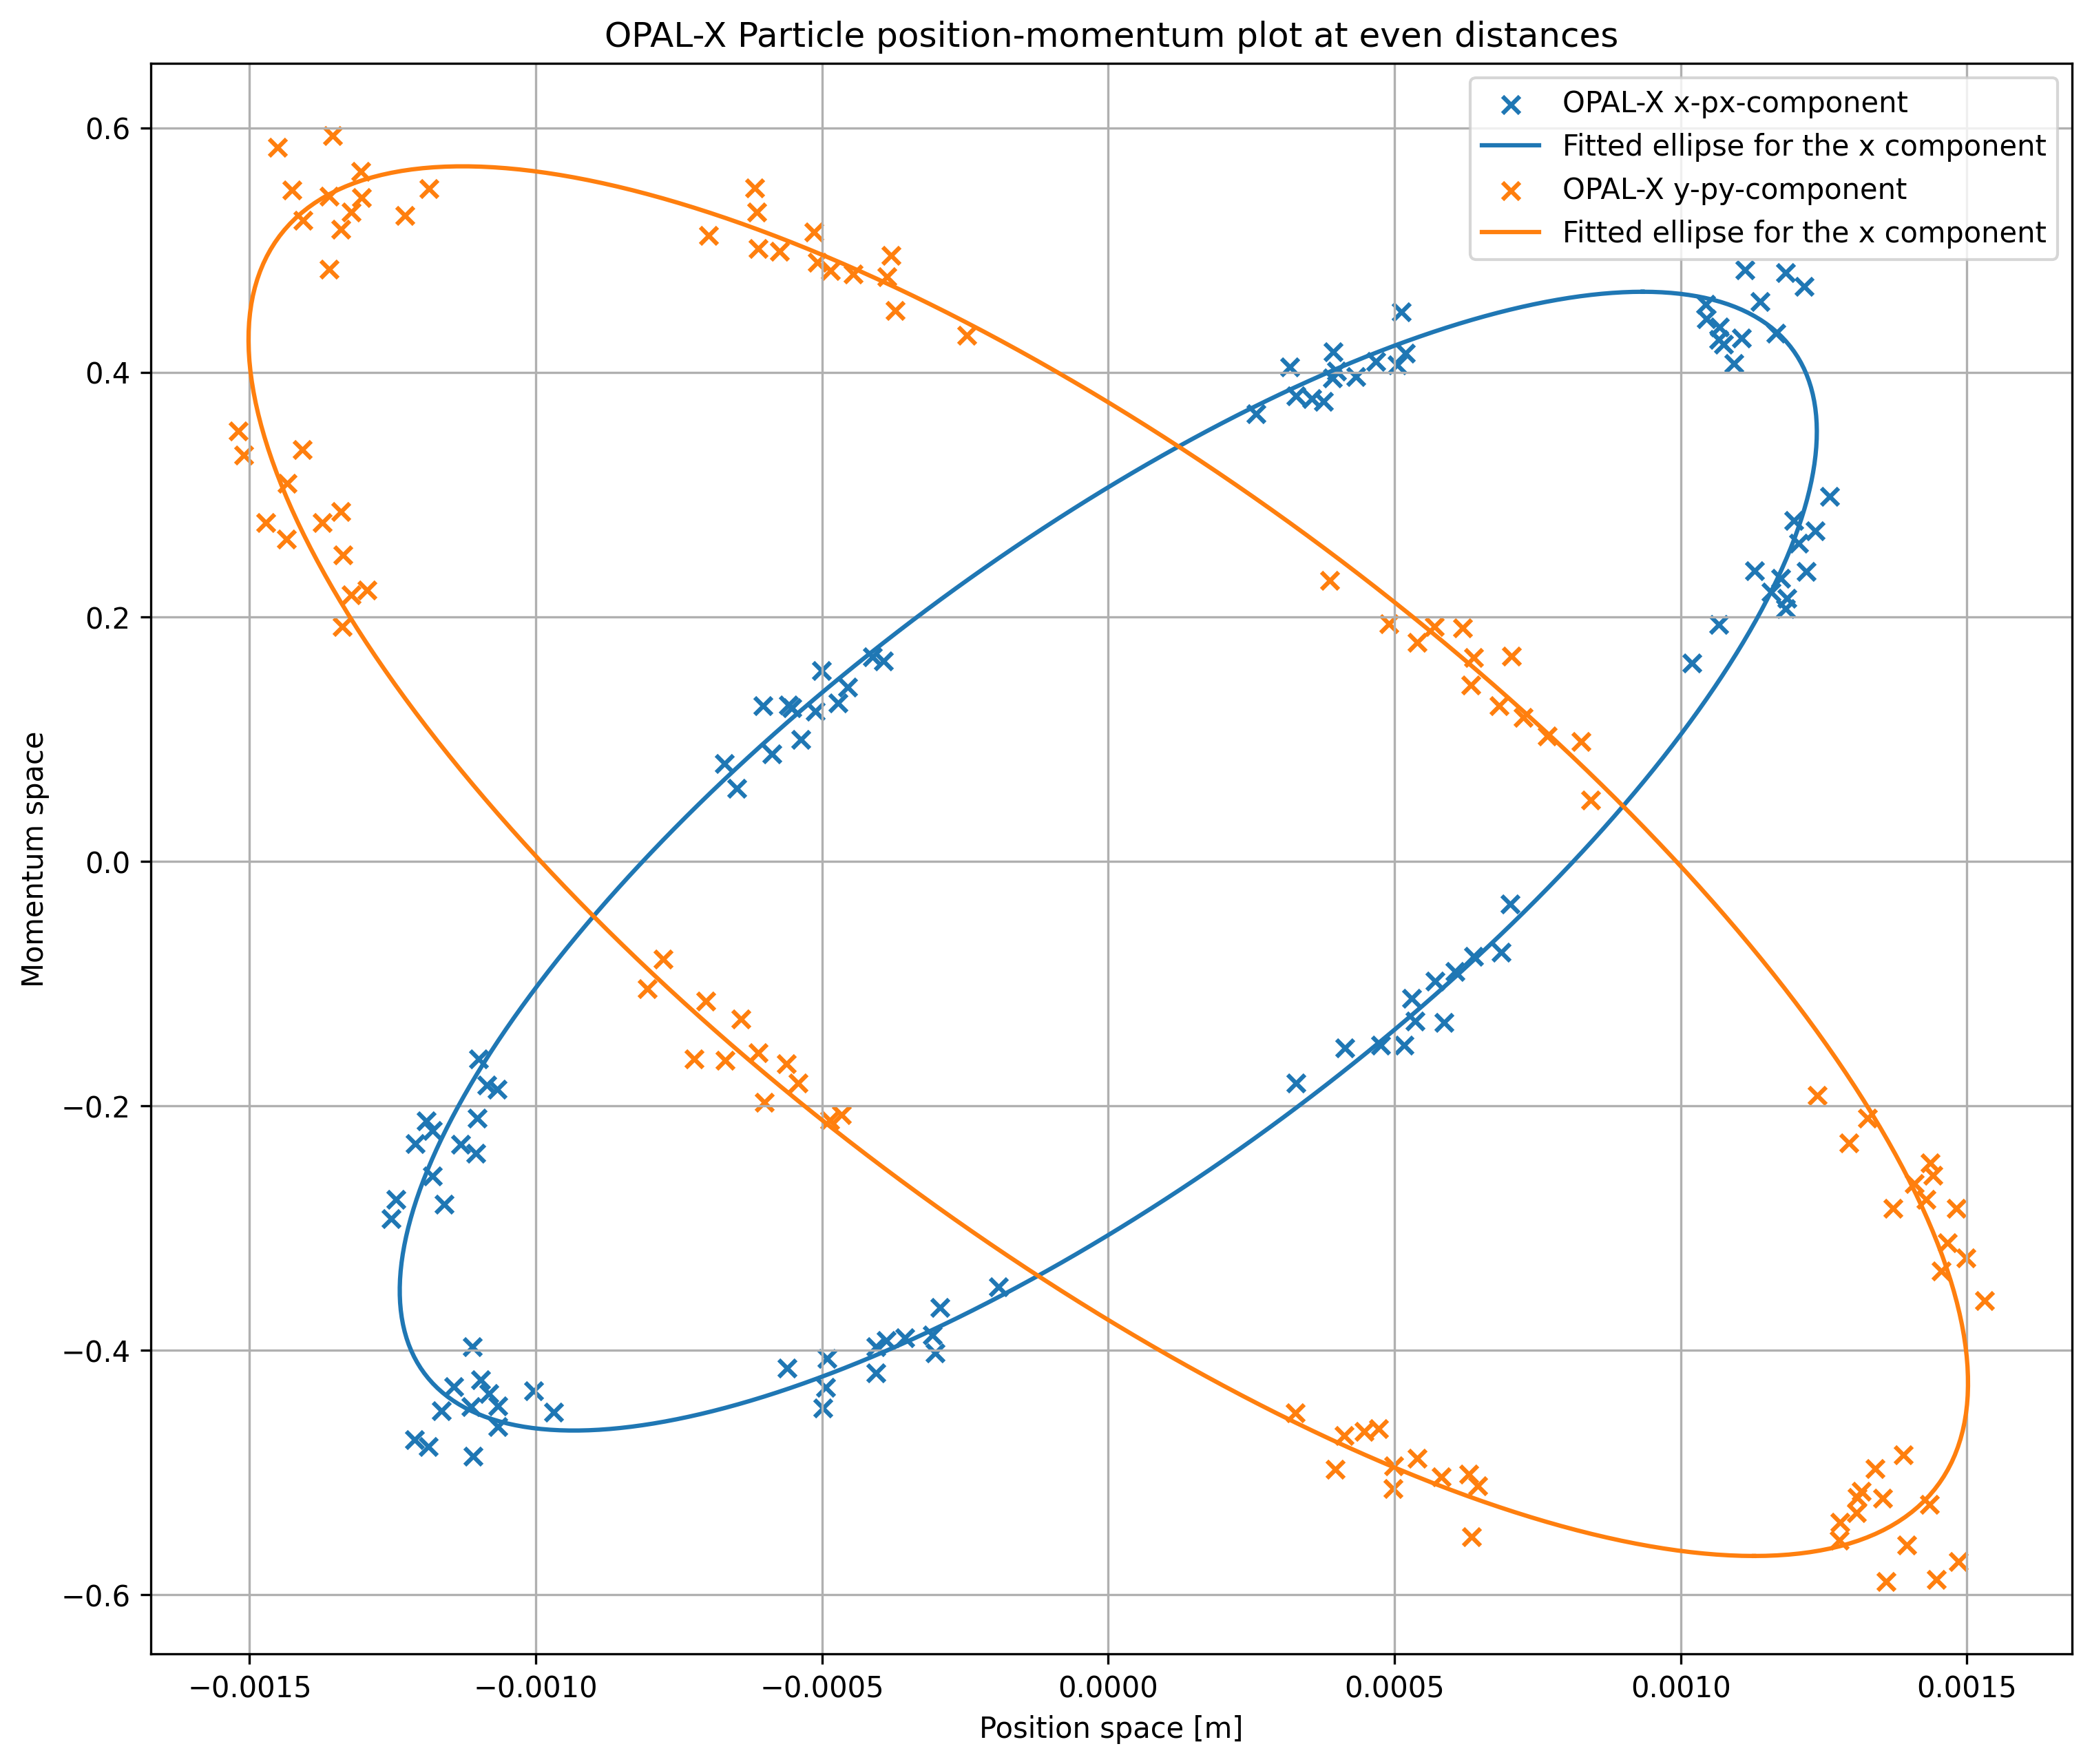 OPAL-X Particle position-momentum plot at even distances
OPAL-X x-px-component
Fitted ellipse for the x component
OPAL-X y-py-component
Fitted ellipse for the x component
Momentum space
0.6
0.4
0.2
0.0
−0.2
−0.4
−0.6
−0.0015 −0.0010 −0.0005 0.0000 0.0005 0.0010 0.0015
Position space [m]